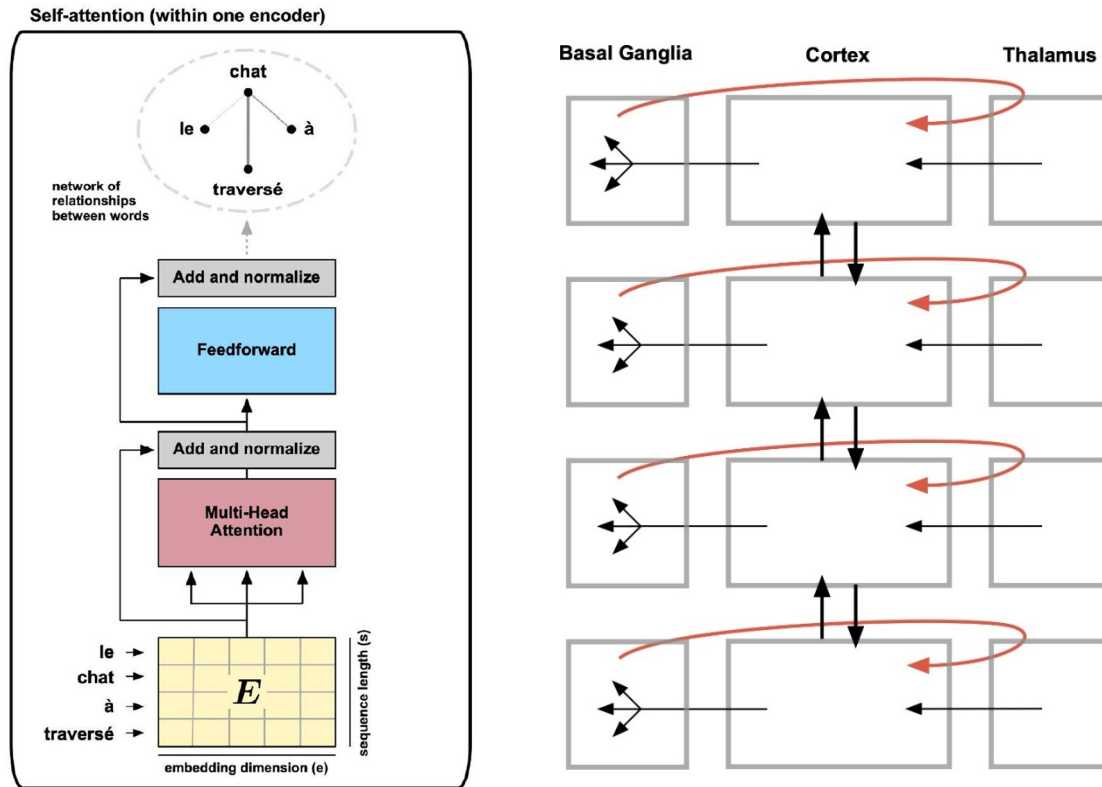 Self-attention (within one encoder)
chat
le
à
traversé
network of
relationships
between words
Add and normalize
Feedforward
Add and normalize
Multi-Head
Attention
le
chat
à
traversé
E
sequence length (s)
embedding dimension (e)
Basal Ganglia
Cortex
Thalamus